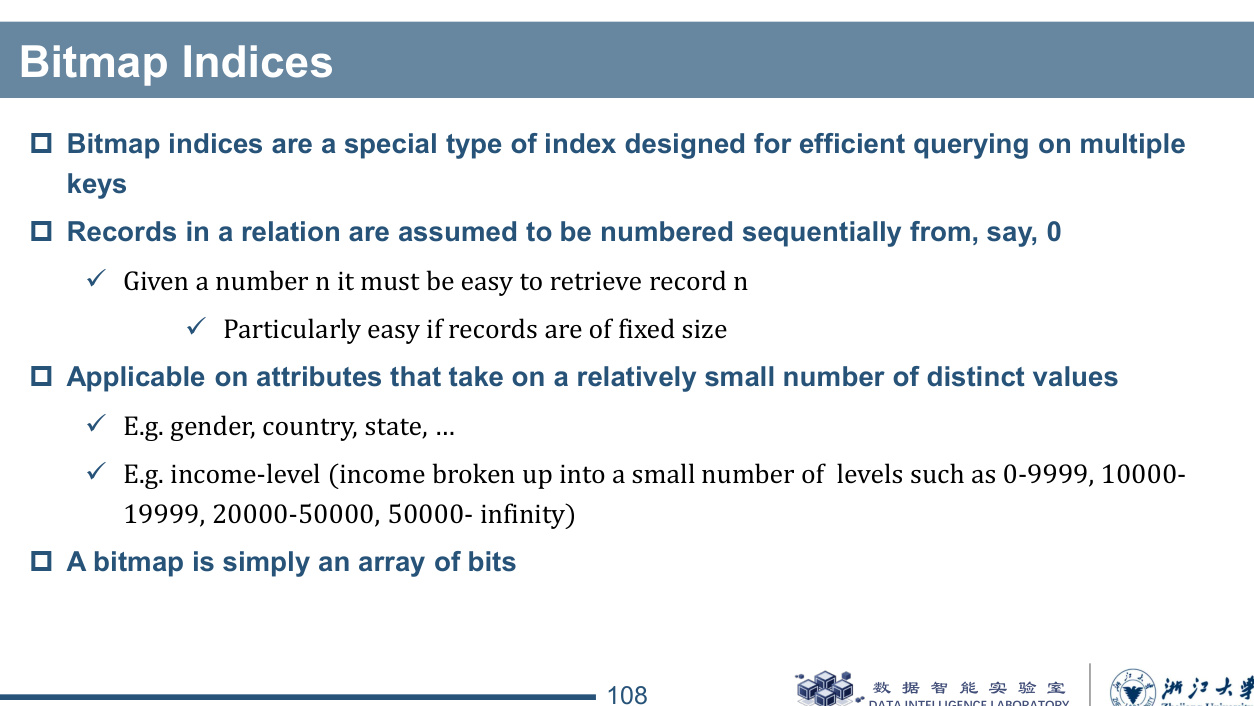 Bitmap Indices
Bitmap indices are a special type of index designed for efficient querying on multiple
keys
Records in a relation are assumed to be numbered sequentially from, say, 0
Given a number n it must be easy to retrieve record n
Particularly easy if records are of fixed size
Applicable on attributes that take on a relatively small number of distinct values
E.g. gender, country, state, …
E.g. income-level (income broken up into a small number of  levels such as 0-9999, 10000-
19999, 20000-50000, 50000- infinity)
A bitmap is simply an array of bits
108
数据智能实验室
DATA INTELLIGENCE LABORATORY
浙江大学